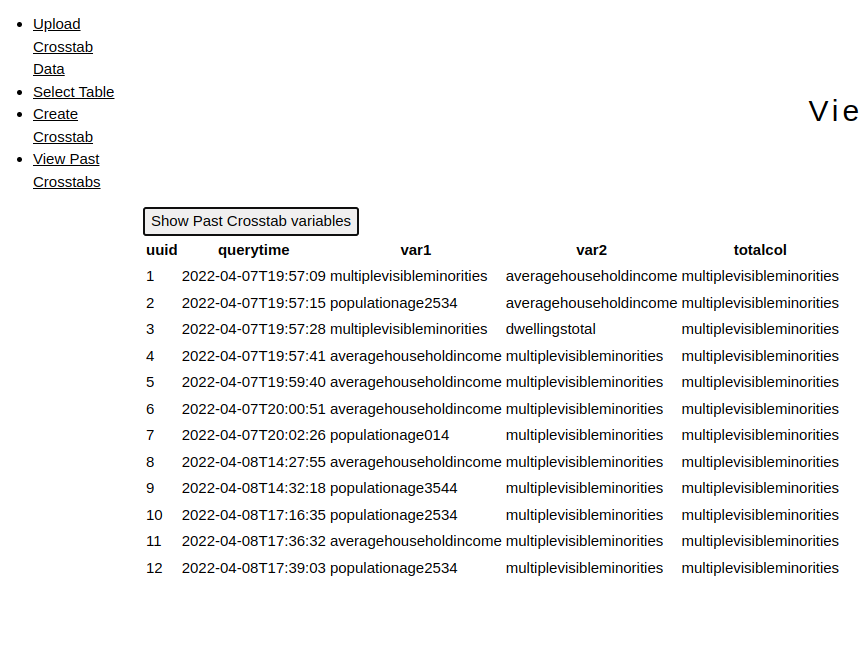 Upload
Crosstab
Data
Select Table
Create
Crosstab
View Past
Crosstabs
Vie
Show Past Crosstab variables
uuid querytime var1 var2 totalcol
1 2022-04-07T19:57:09 multiplevisibleminorities averagehouseholdincome multiplevisibleminorities
2 2022-04-07T19:57:15 populationage2534 averagehouseholdincome multiplevisibleminorities
3 2022-04-07T19:57:28 multiplevisibleminorities dwellingstotal multiplevisibleminorities
4 2022-04-07T19:57:41 averagehouseholdincome multiplevisibleminorities multiplevisibleminorities
5 2022-04-07T19:59:40 averagehouseholdincome multiplevisibleminorities multiplevisibleminorities
6 2022-04-07T20:00:51 averagehouseholdincome multiplevisibleminorities multiplevisibleminorities
7 2022-04-07T20:02:26 populationage014 multiplevisibleminorities multiplevisibleminorities
8 2022-04-08T14:27:55 averagehouseholdincome multiplevisibleminorities multiplevisibleminorities
9 2022-04-08T14:32:18 populationage3544 multiplevisibleminorities multiplevisibleminorities
10 2022-04-08T17:16:35 populationage2534 multiplevisibleminorities multiplevisibleminorities
11 2022-04-08T17:36:32 averagehouseholdincome multiplevisibleminorities multiplevisibleminorities
12 2022-04-08T17:39:03 populationage2534 multiplevisibleminorities multiplevisibleminorities